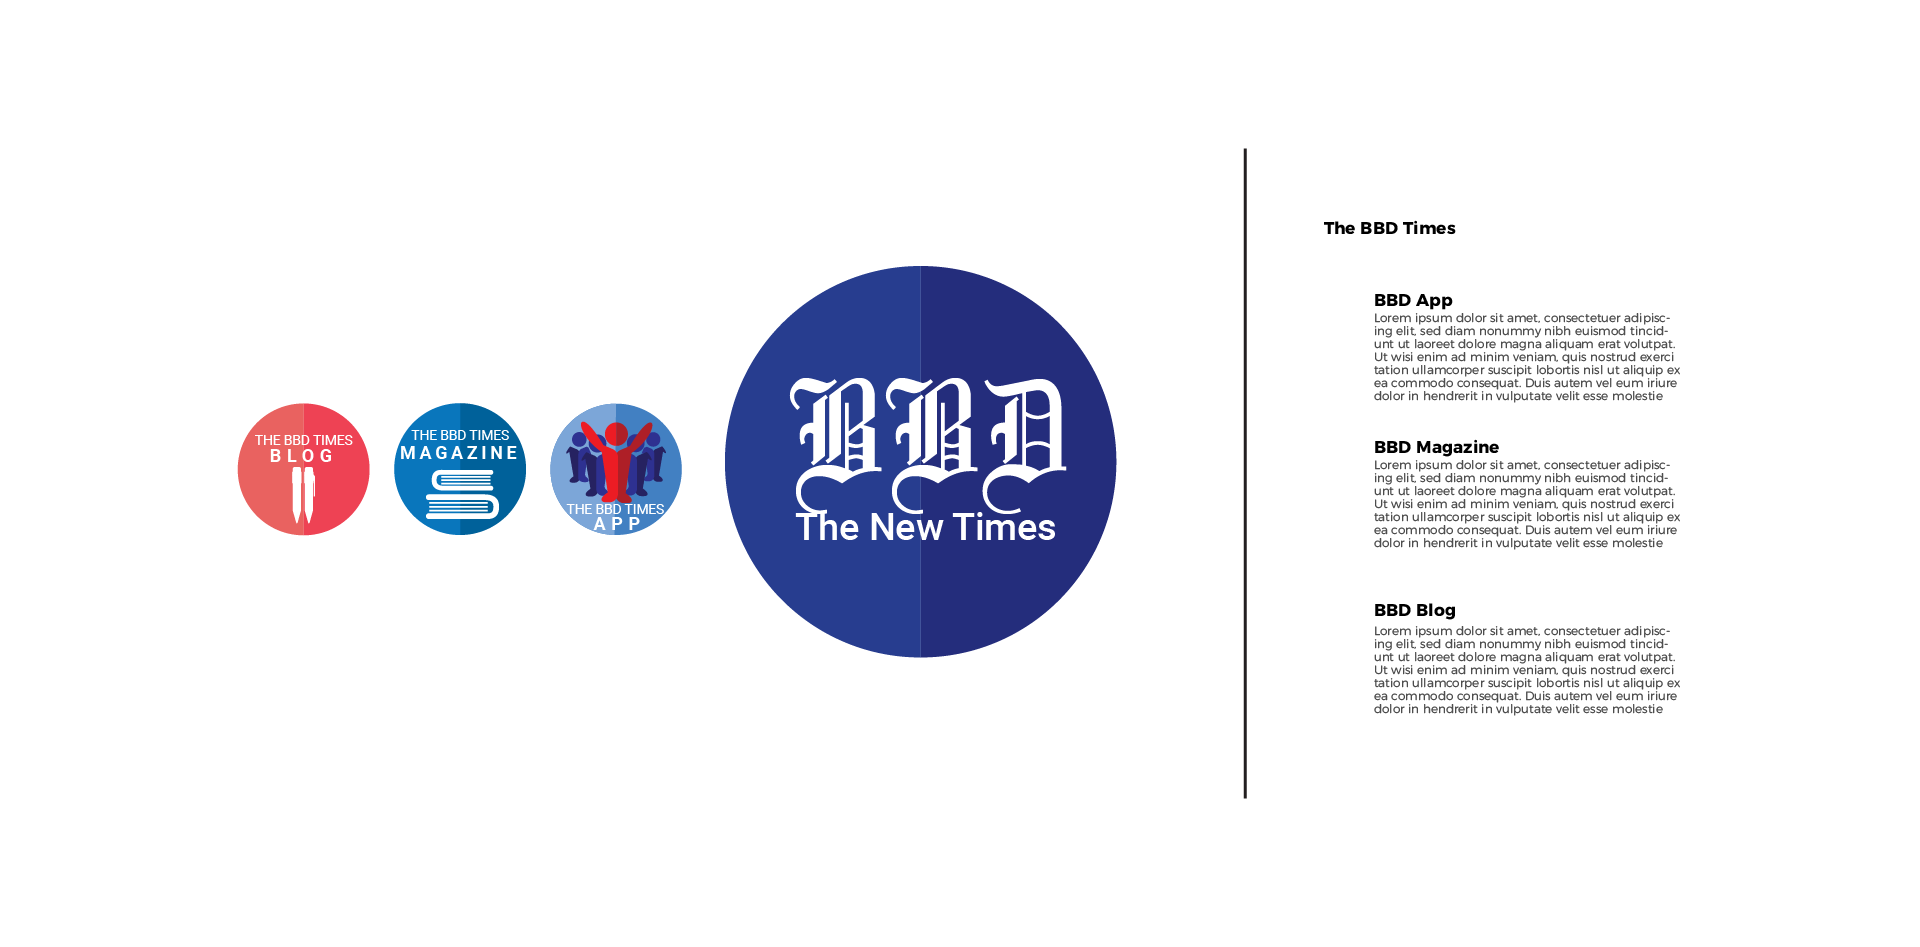 THE BBD TIMES
BLOG
THE BBD TIMES
MAGAZINE
THE BBD TIMES
APP
BBD
The New Times
The BBD Times
BBD App
Lorem ipsum dolor sit amet, consectetuer adipisc-
ing elit, sed diam nonummy nibh euismod tincid-
unt ut laoreet dolore magna aliquam erat volutpat.
Ut wisi enim ad minim veniam, quis nostrud exerci
tation ullamcorper suscipit lobortis nisl ut aliquip ex
ea commodo consequat. Duis autem vel eum iriure
dolor in hendrerit in vulputate velit esse molestie
BBD Magazine
Lorem ipsum dolor sit amet, consectetuer adipisc-
ing elit, sed diam nonummy nibh euismod tincid-
unt ut laoreet dolore magna aliquam erat volutpat.
Ut wisi enim ad minim veniam, quis nostrud exerci
tation ullamcorper suscipit lobortis nisl ut aliquip ex
ea commodo consequat. Duis autem vel eum iriure
dolor in hendrerit in vulputate velit esse molestie
BBD Blog
Lorem ipsum dolor sit amet, consectetuer adipisc-
ing elit, sed diam nonummy nibh euismod tincid-
unt ut laoreet dolore magna aliquam erat volutpat.
Ut wisi enim ad minim veniam, quis nostrud exerci
tation ullamcorper suscipit lobortis nisl ut aliquip ex
ea commodo consequat. Duis autem vel eum iriure
dolor in hendrerit in vulputate velit esse molestie